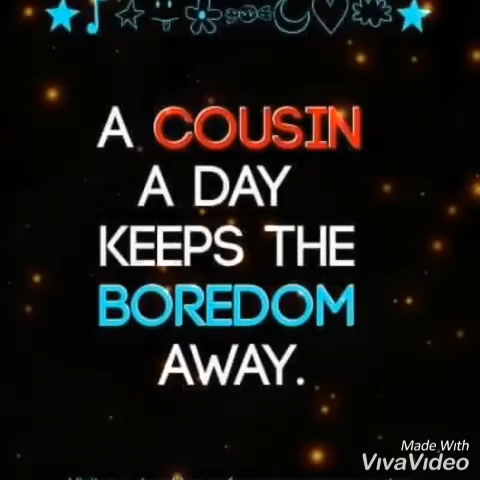 A COUSIN
A DAY
KEEPS THE
BOREDOM
AWAY.
Made With
VivaVideo